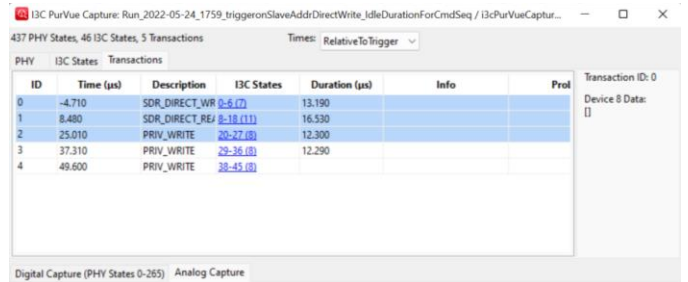 I3C PurVue Capture: Run_2022-05-24_1759_triggeronSlaveAddrDirectWrite_IdleDurationForCmdSeq / i3cPurVueCaptur...
437 PHY States, 46 I3C States, 5 Transactions Times: RelativeToTrigger
PHY I3C States Transactions
ID Time (µs) Description I3C States Duration (µs) Info Prol
0 -4.710 SDR_DIRECT_WR 0-6 (7) 13.190
1 8.480 SDR_DIRECT_REA 8-18 (11) 16.530
2 25.010 PRIV_WRITE 20-27 (8) 12.300
3 37.310 PRIV_WRITE 29-36 (8) 12.290
4 49.600 PRIV_WRITE 38-45 (8)
Transaction ID: 0
Device 8 Data:
[]
Digital Capture (PHY States 0-265) Analog Capture